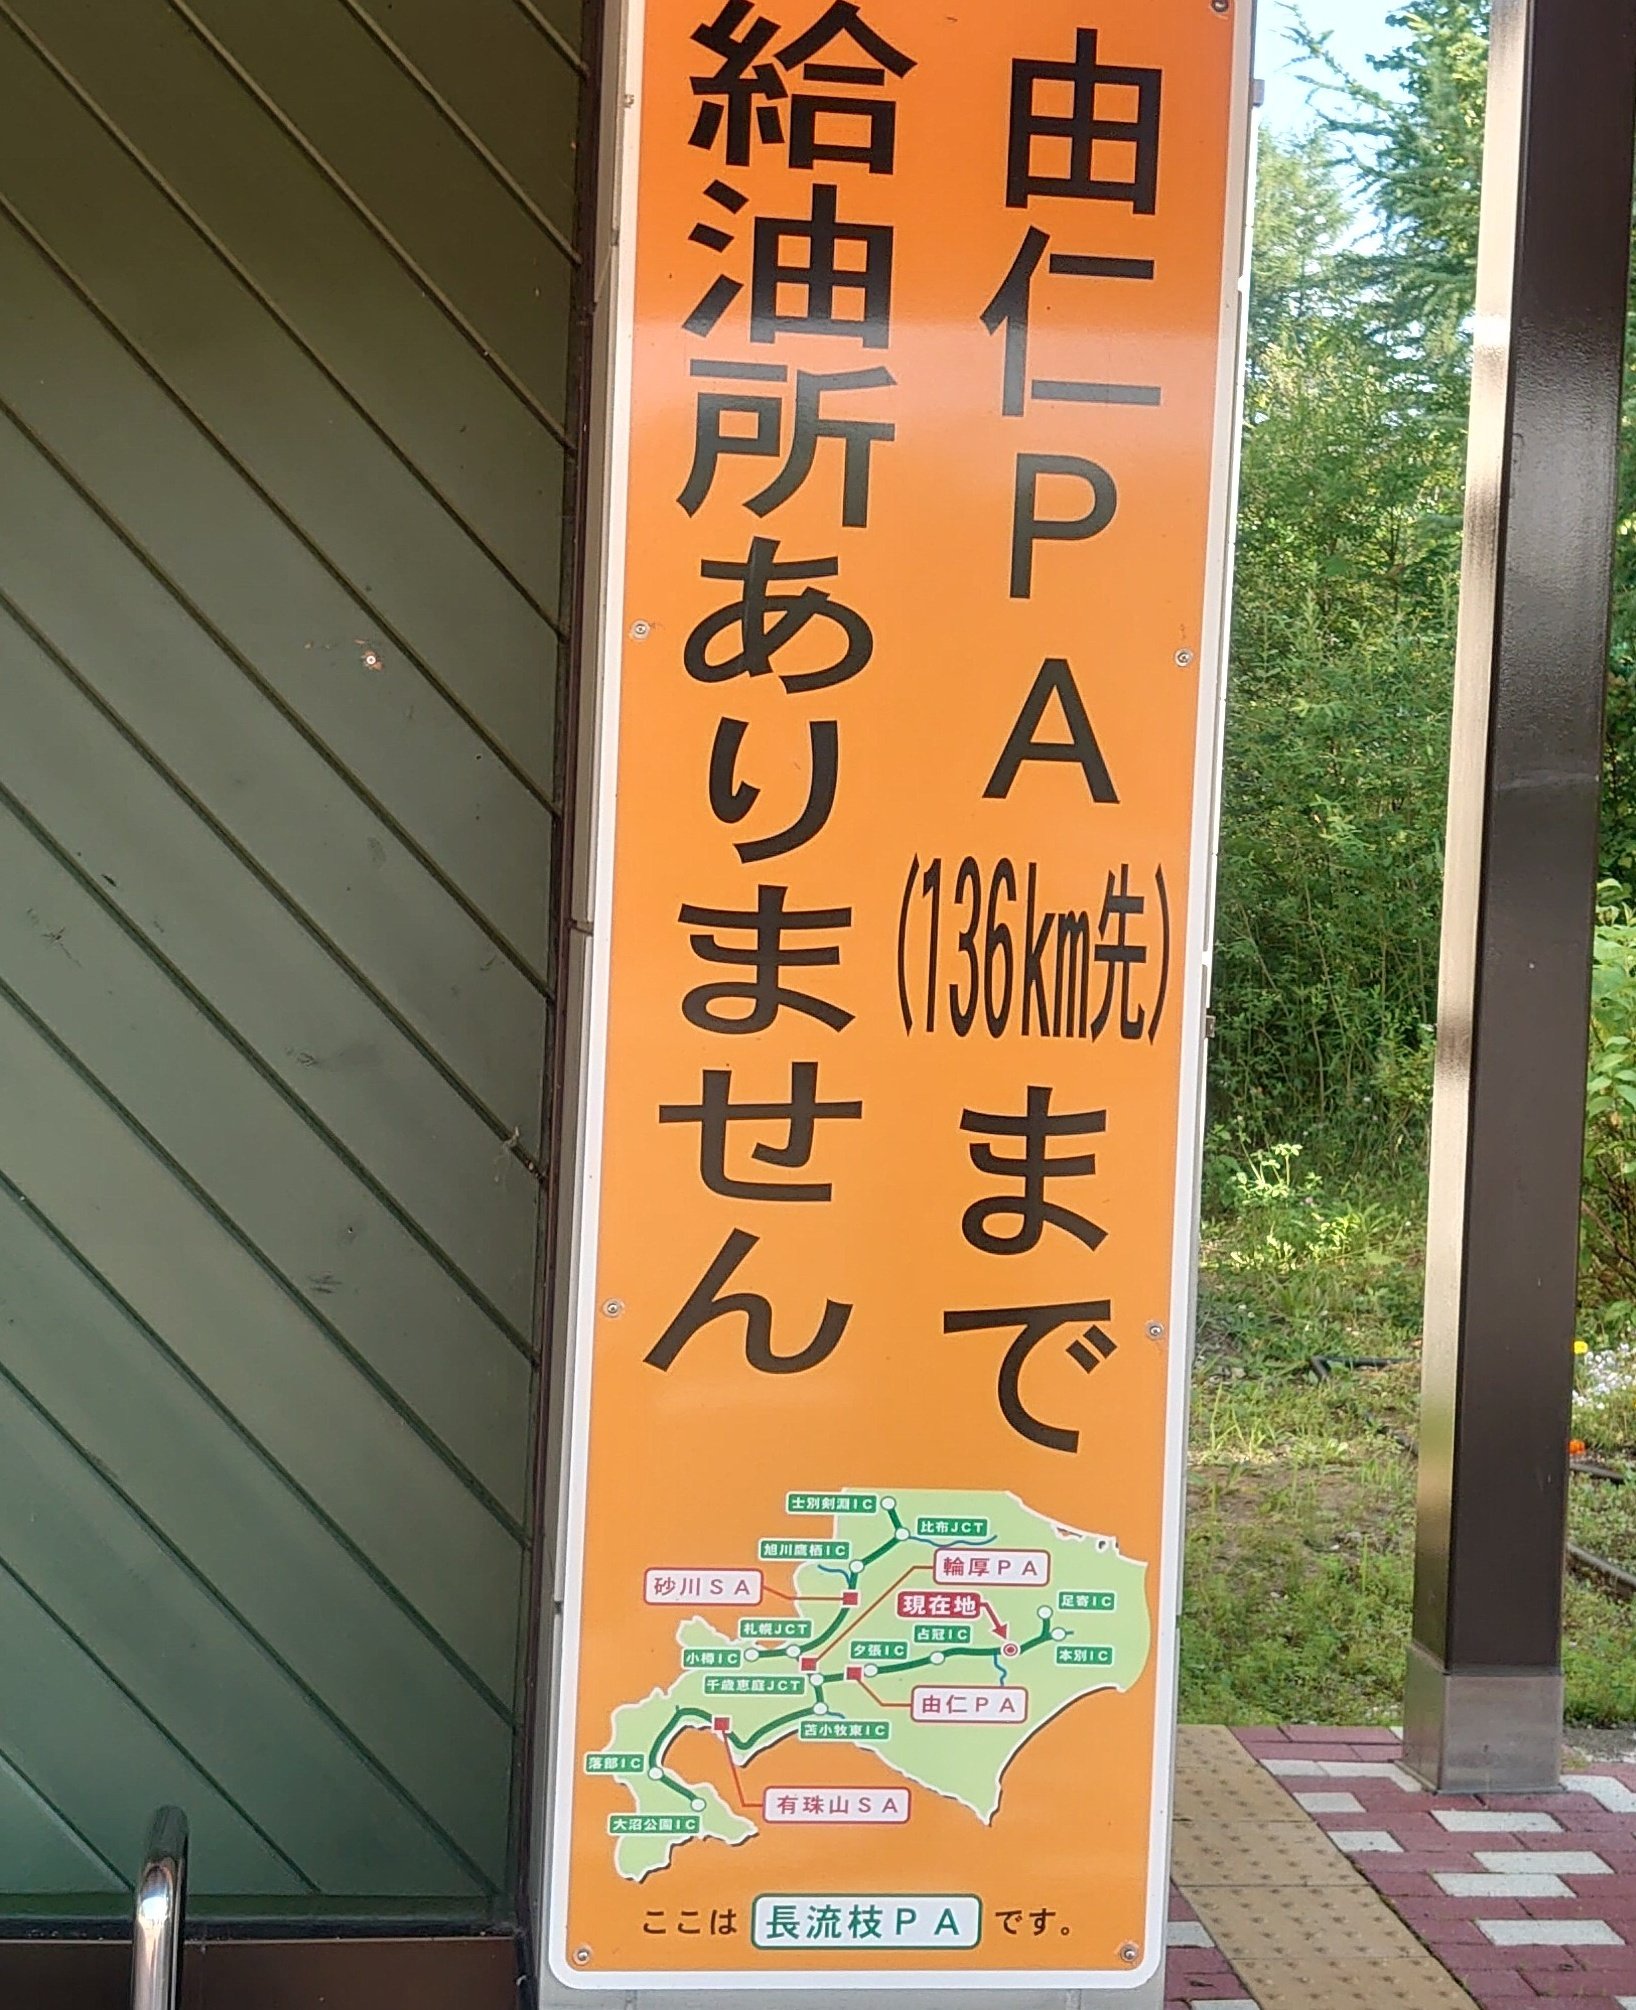 由仁PA(136km先)まで
給油所ありません
士別剣淵IC
比布JCT
旭川鷹栖IC
輪厚PA
砂川SA
現在地
足寄IC
札幌JCT
占冠IC
夕張IC
小樽IC
本別IC
千歳恵庭JCT
由仁PA
苫小牧東IC
落部IC
有珠山SA
大沼公園IC
ここは 長流枝PA です。